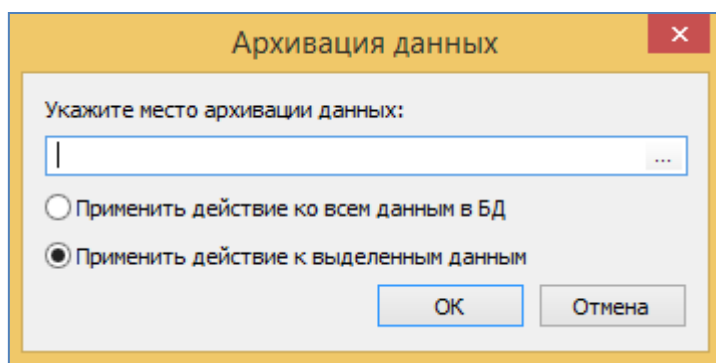 Архивация данных
Укажите место архивации данных:
...
Применить действие ко всем данным в БД
Применить действие к выделенным данным
ОК
Отмена